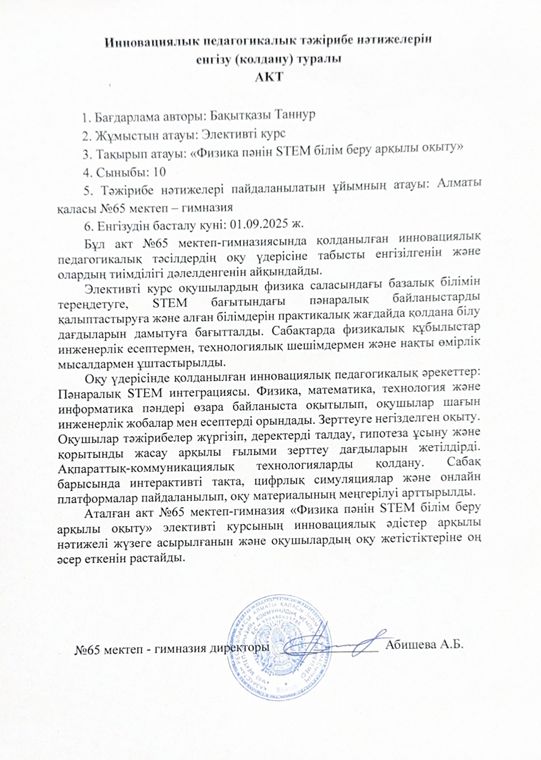 Инновациялық педагогикалық тәжірибе нәтижелерін
енгізу (қолдану) туралы
АКТ
1. Бағдарлама авторы: Бақытқазы Таннур
2. Жұмыстын атауы: Элективті курс
3. Тақырып атауы: «Физика пәнін STEM білім беру арқылы оқыту»
4. Сыныбы: 10
5. Тәжірибе нәтижелері пайдаланылатын ұйымның атауы: Алматы
қаласы №65 мектеп – гимназия
6. Енгізудін басталу күні: 01.09.2025 ж.
Бұл акт №65 мектеп-гимназиясында қолданылған инновациялық
педагогикалық тәсілдердің оқу үдерісіне табысты енгізілгенін және
олардың тиімділігі дәлелденгенін айқындайды.
Элективті курс оқушылардың физика саласындағы базалық білімін
тереңдетуге, STEM бағытындағы пәнаралық байланыстарды
қалыптастыруға және алған білімдерін практикалық жағдайда қолдана білу
дағдыларын дамытуға бағытталды. Сабақтарда физикалық құбылыстар
инженерлік есептермен, технологиялық шешімдермен және нақты өмірлік
мысалдармен ұштастырылды.
Оқу үдерісінде қолданылған инновациялық педагогикалық әрекеттер:
Пәнаралық STEM интеграциясы. Физика, математика, технология және
информатика пәндері өзара байланыста оқытылып, оқушылар шағын
инженерлік жобалар мен есептерді орындады. Зерттеуге негізделген оқыту.
Оқушылар тәжірибелер жүргізіп, деректерді талдау, гипотеза ұсыну және
қорытынды жасау арқылы ғылыми зерттеу дағдыларын жетілдірді.
Ақпараттық-коммуникациялық технологияларды қолдану. Сабақ
барысында интерактивті тақта, цифрлық симуляциялар және онлайн
платформалар пайдаланылып, оқу материалының меңгерілуі арттырылды.
Аталған акт №65 мектеп-гимназия «Физика пәнін STEM білім беру
арқылы оқыту» элективті курсының инновациялық әдістер арқылы
нәтижелі жүзеге асырылғанын және оқушылардың оқу жетістіктеріне оң
әсер еткенін растайды.
№65 мектеп - гимназия директоры Абишева А.Б.